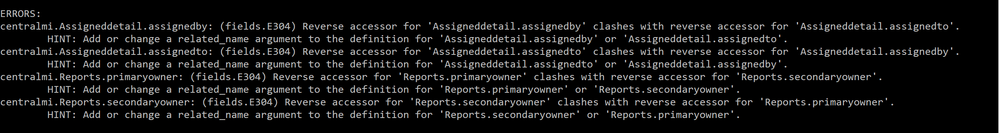 ERRORS:
centralmi.Assigneddetail.assignedby: (fields.E304) Reverse accessor for 'Assigneddetail.assignedby' clashes with reverse accessor for 'Assigneddetail.assignedto'.
HINT: Add or change a related_name argument to the definition for 'Assigneddetail.assignedby' or 'Assigneddetail.assignedto'.
centralmi.Assigneddetail.assignedto: (fields.E304) Reverse accessor for 'Assigneddetail.assignedto' clashes with reverse accessor for 'Assigneddetail.assignedby'.
HINT: Add or change a related_name argument to the definition for 'Assigneddetail.assignedto' or 'Assigneddetail.assignedby'.
centralmi.Reports.primaryowner: (fields.E304) Reverse accessor for 'Reports.primaryowner' clashes with reverse accessor for 'Reports.secondaryowner'.
HINT: Add or change a related_name argument to the definition for 'Reports.primaryowner' or 'Reports.secondaryowner'.
centralmi.Reports.secondaryowner: (fields.E304) Reverse accessor for 'Reports.secondaryowner' clashes with reverse accessor for 'Reports.primaryowner'.
HINT: Add or change a related_name argument to the definition for 'Reports.secondaryowner' or 'Reports.primaryowner'.